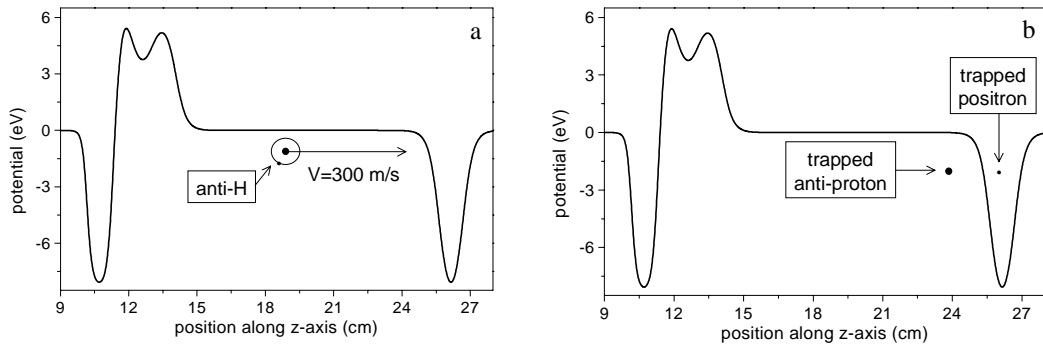 a
6
3
0
-3
-6
potential (eV)
anti-H
V=300 m/s
9 12 15 18 21 24 27
position along z-axis (cm)
b
6
3
0
-3
-6
potential (eV)
trapped
positron
trapped
anti-proton
9 12 15 18 21 24 27
position along z-axis (cm)